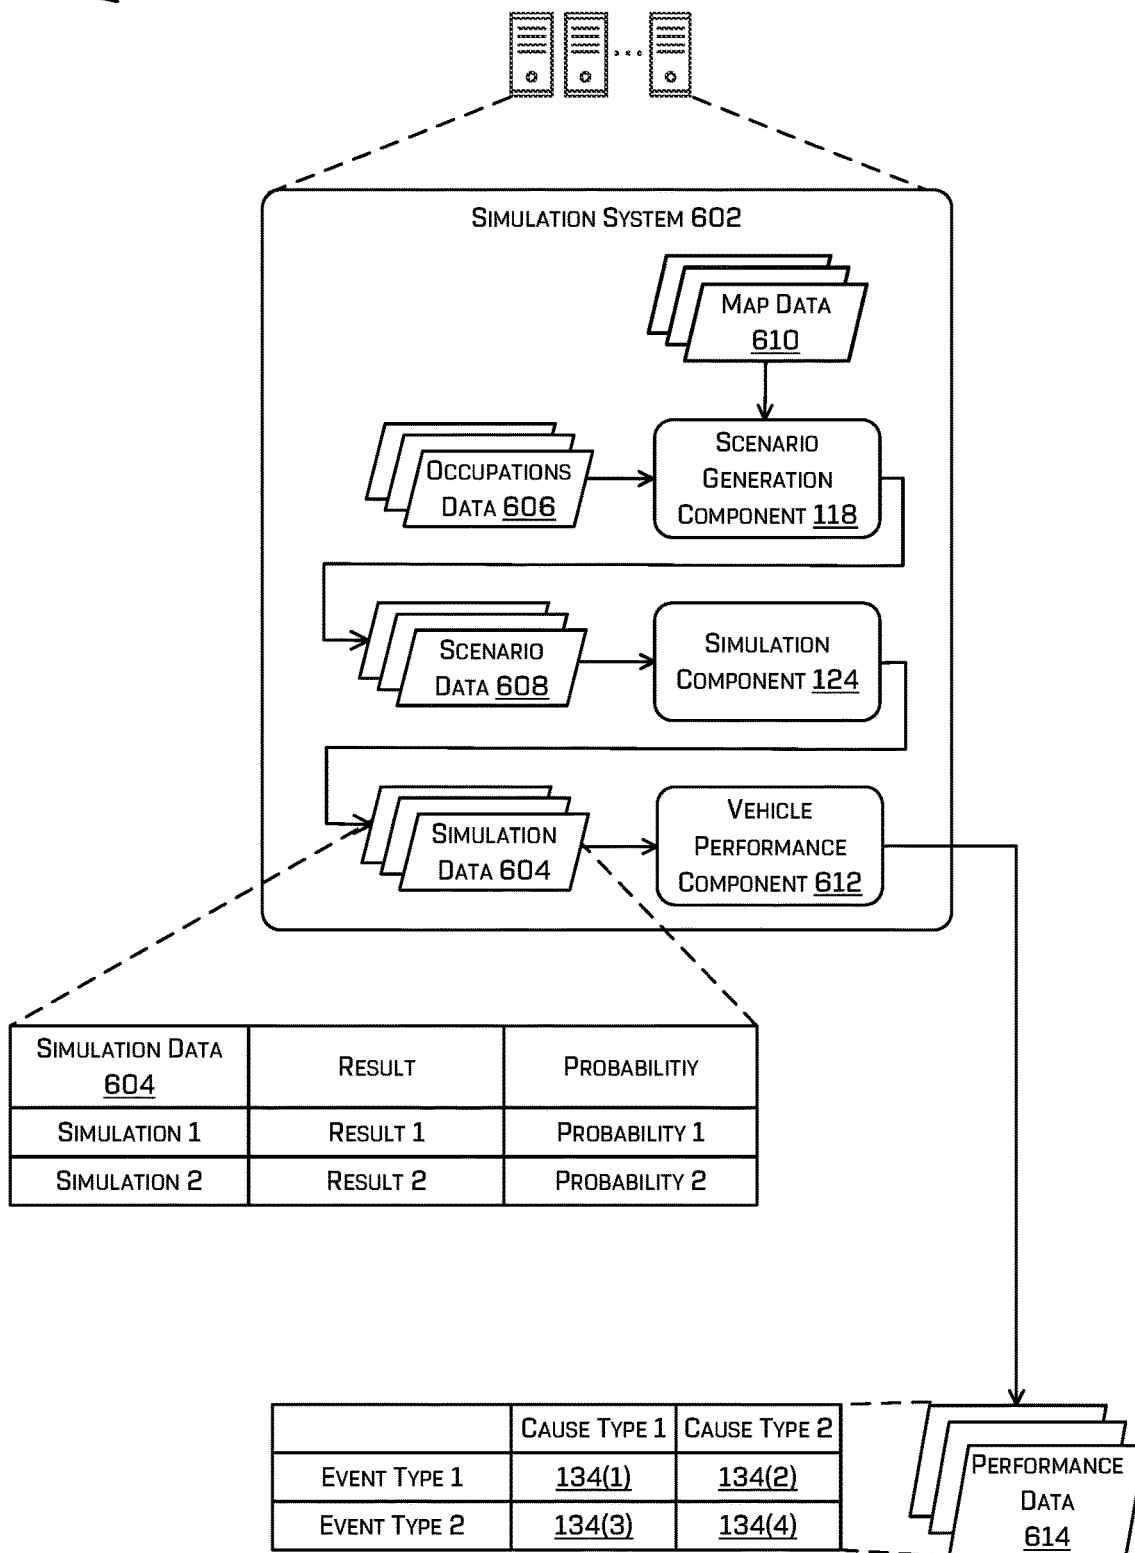 SIMULATION SYSTEM 602
MAP DATA
610
OCCUPATIONS
DATA 606
SCENARIO
GENERATION
COMPONENT 118
SCENARIO
DATA 608
SIMULATION
COMPONENT 124
SIMULATION
DATA 604
VEHICLE
PERFORMANCE
COMPONENT 612
SIMULATION DATA
604
RESULT
PROBABILITIY
SIMULATION 1
RESULT 1
PROBABILITY 1
SIMULATION 2
RESULT 2
PROBABILITY 2
CAUSE TYPE 1
CAUSE TYPE 2
EVENT TYPE 1
134(1)
134(2)
EVENT TYPE 2
134(3)
134(4)
PERFORMANCE
DATA
614